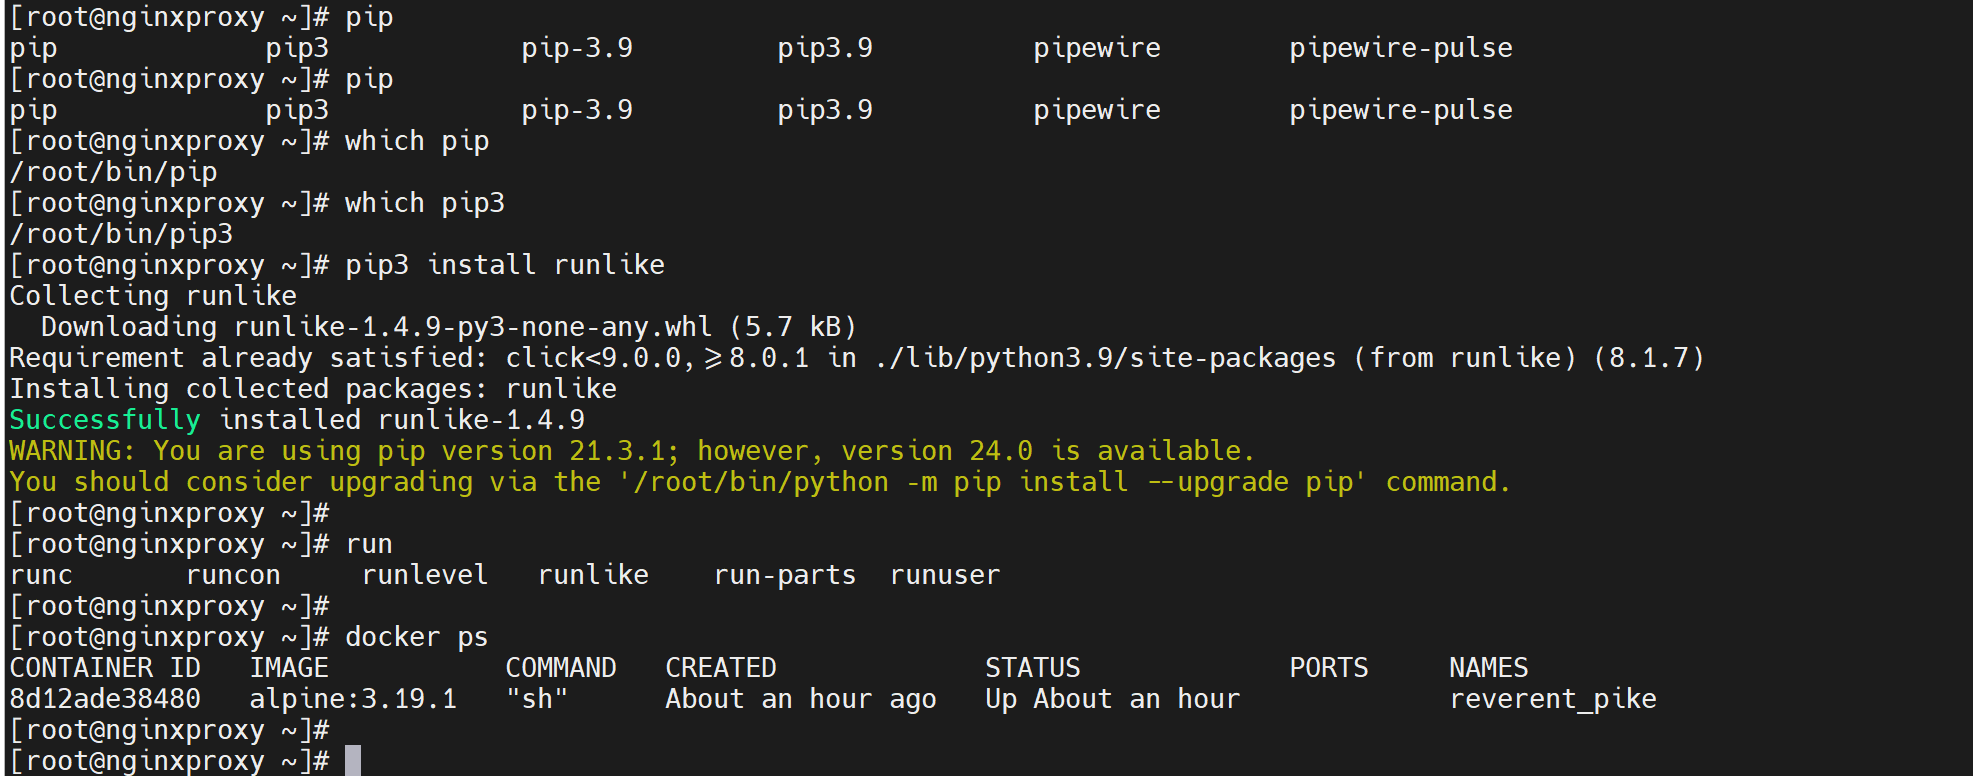 [root@nginxproxy ~]# pip
pip             pip3            pip-3.9         pip3.9          pipewire        pipewire-pulse
[root@nginxproxy ~]# pip
pip             pip3            pip-3.9         pip3.9          pipewire        pipewire-pulse
[root@nginxproxy ~]# which pip
/root/bin/pip
[root@nginxproxy ~]# which pip3
/root/bin/pip3
[root@nginxproxy ~]# pip3 install runlike
Collecting runlike
  Downloading runlike-1.4.9-py3-none-any.whl (5.7 kB)
Requirement already satisfied: click<9.0.0,>=8.0.1 in ./lib/python3.9/site-packages (from runlike) (8.1.7)
Installing collected packages: runlike
Successfully installed runlike-1.4.9
WARNING: You are using pip version 21.3.1; however, version 24.0 is available.
You should consider upgrading via the '/root/bin/python -m pip install --upgrade pip' command.
[root@nginxproxy ~]#
[root@nginxproxy ~]# run
runc       runcon     runlevel   runlike    run-parts  runuser
[root@nginxproxy ~]#
[root@nginxproxy ~]# docker ps
CONTAINER ID   IMAGE           COMMAND   CREATED             STATUS             PORTS     NAMES
8d12ade38480   alpine:3.19.1   "sh"      About an hour ago   Up About an hour             reverent_pike
[root@nginxproxy ~]#
[root@nginxproxy ~]#